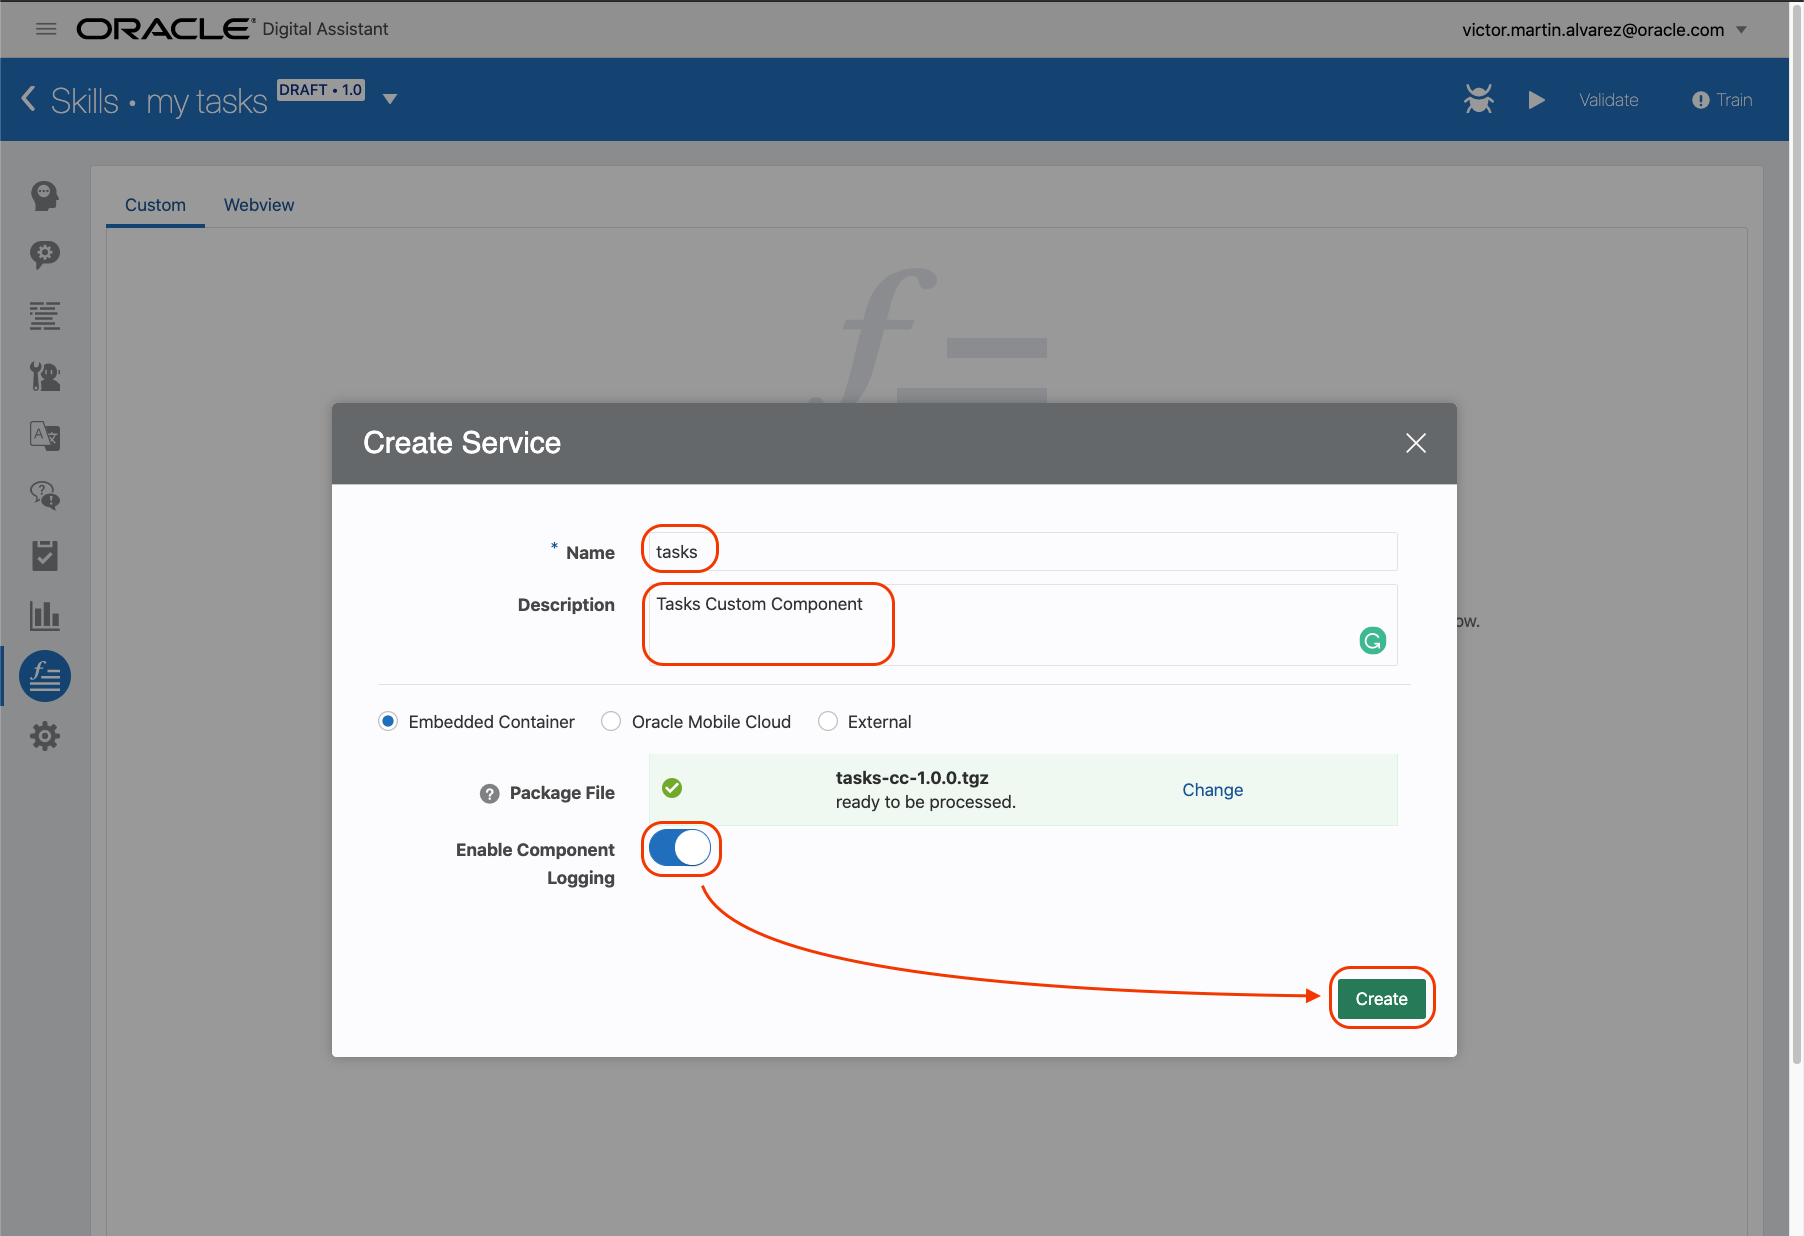 ORACLE Digital Assistant
victor.martin.alvarez@oracle.com
Skills • my tasks DRAFT • 1.0
Validate
Train
Custom
Webview
Create Service
* Name
tasks
Description
Tasks Custom Component
ow.
Embedded Container
Oracle Mobile Cloud
External
Package File
tasks-cc-1.0.0.tgz
ready to be processed.
Change
Enable Component
Logging
Create